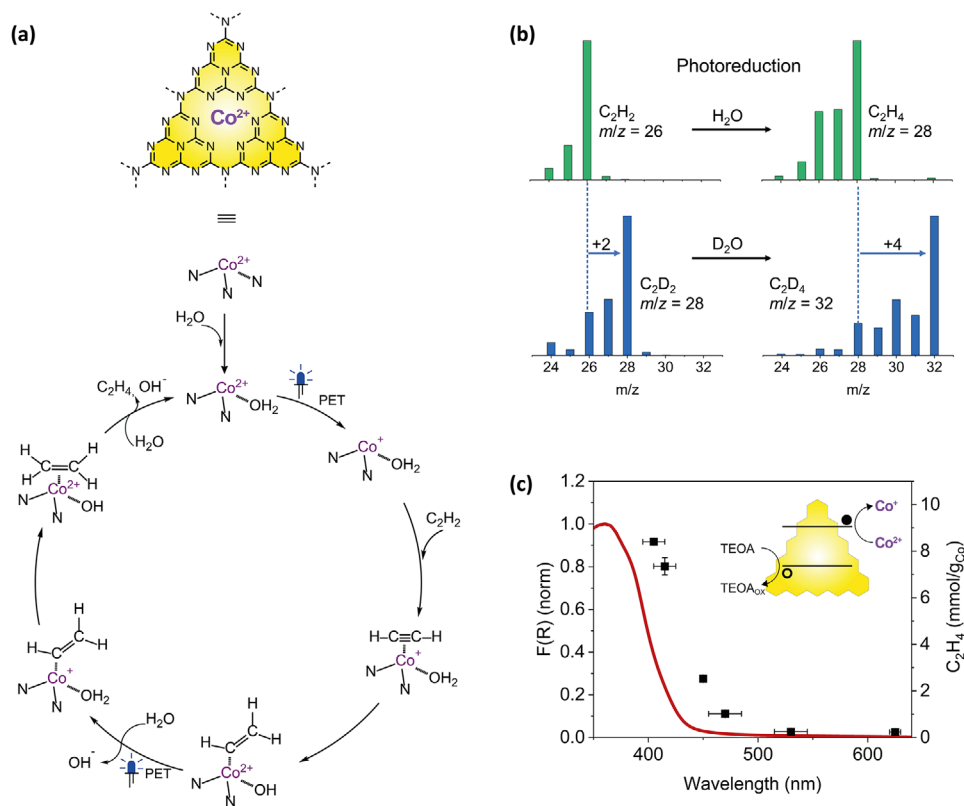 (a)
N
N N
N N N
N N
N N N N
N Co²⁺ N
N N N N
N N N N N N
N N N N
N N N N N N
N N N
≡
Co²⁺
N N
N
H₂O
Co²⁺
OH₂
N N
PET
Co⁺
OH₂
N N
C₂H₂
C≡C
H H
Co⁺
OH₂
N N
H
H
H
Co²⁺
OH
N N
H₂O
OH⁻
PET
H
H
H
Co⁺
OH₂
N N
H H
C=C
H H
Co²⁺
OH
N N
C₂H₄, OH⁻
H₂O
(b)
Photoreduction
C₂H₂
m/z = 26
H₂O
C₂H₄
m/z = 28
+2
C₂D₂
m/z = 28
D₂O
+4
C₂D₄
m/z = 32
24 26 28 30 32
m/z
24 26 28 30 32
m/z
(c)
F(R) (norm)
1.2
1.0
0.8
0.6
0.4
0.2
0.0
400 500 600
Wavelength (nm)
10
8
6
4
2
0
C₂H₄ (mmol/g_Co)
TEOA
TEOA_ox
Co⁺
Co²⁺